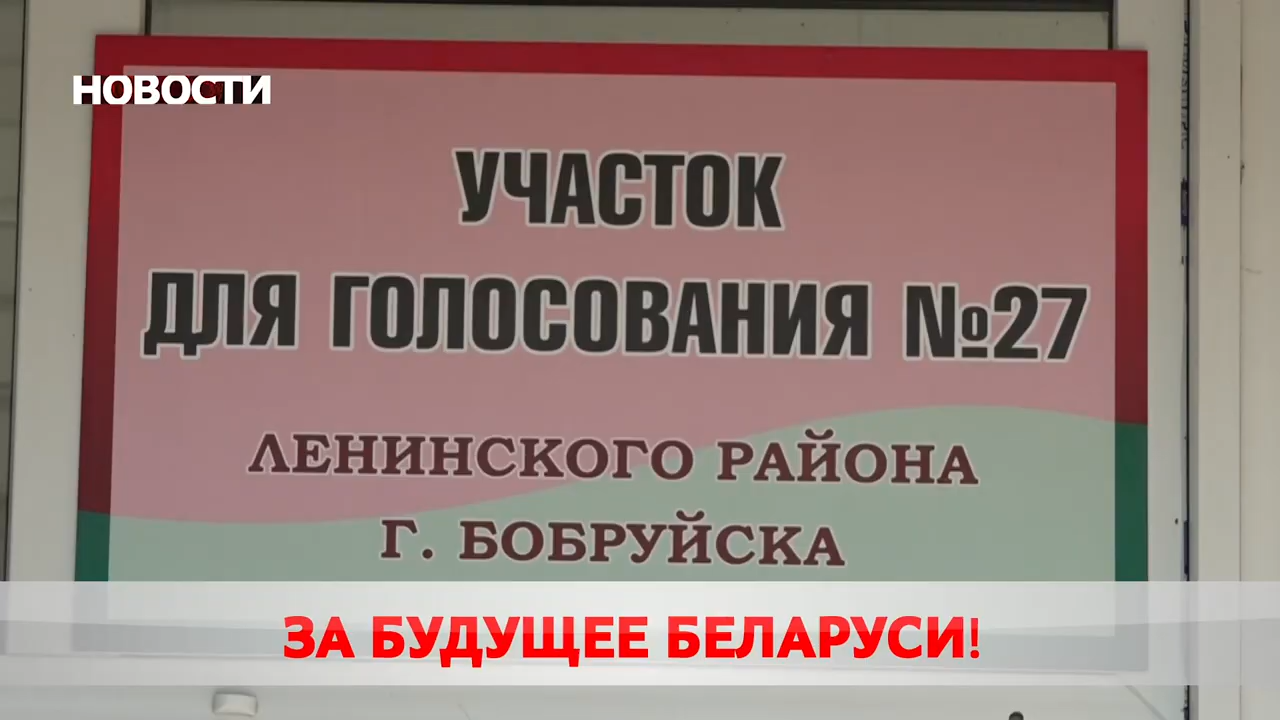 НОВОСТИ
УЧАСТОК
ДЛЯ ГОЛОСОВАНИЯ №27
ЛЕНИНСКОГО РАЙОНА
Г. БОБРУЙСКА
ЗА БУДУЩЕЕ БЕЛАРУСИ!